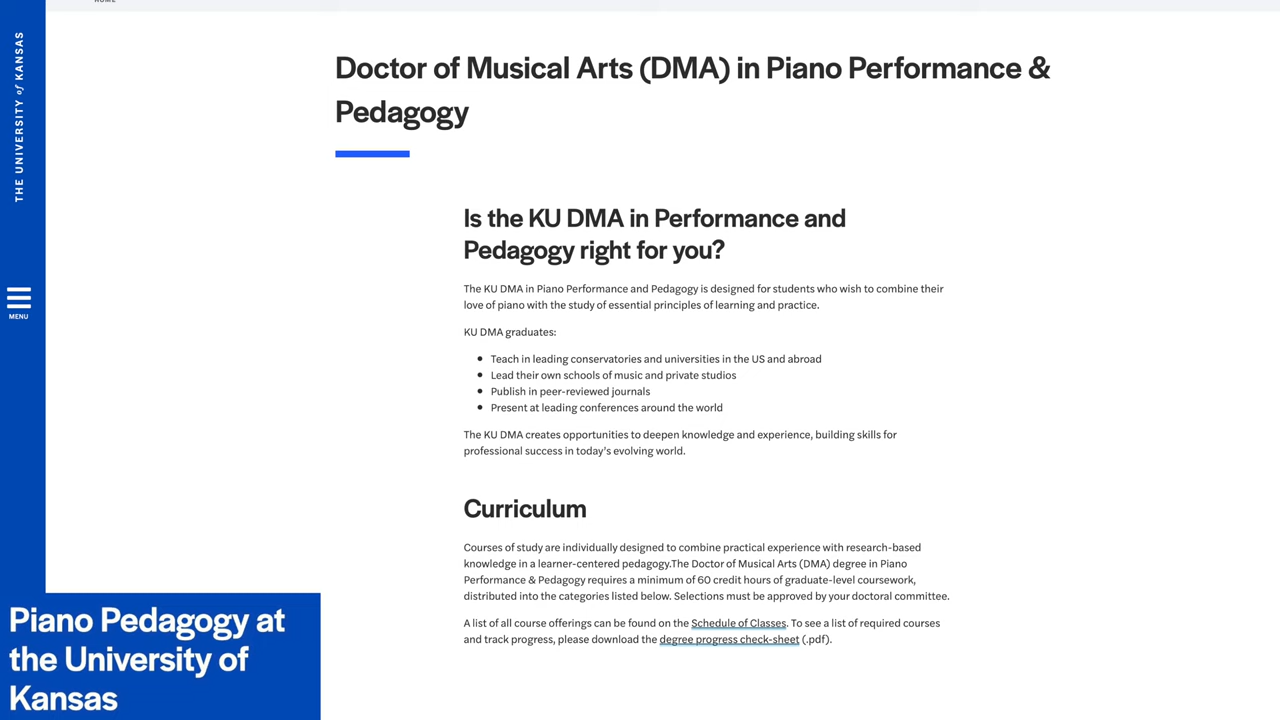 HOME
THE UNIVERSITY of KANSAS
MENU
Doctor of Musical Arts (DMA) in Piano Performance &
Pedagogy
Is the KU DMA in Performance and
Pedagogy right for you?
The KU DMA in Piano Performance and Pedagogy is designed for students who wish to combine their
love of piano with the study of essential principles of learning and practice.
KU DMA graduates:
• Teach in leading conservatories and universities in the US and abroad
• Lead their own schools of music and private studios
• Publish in peer-reviewed journals
• Present at leading conferences around the world
The KU DMA creates opportunities to deepen knowledge and experience, building skills for
professional success in today's evolving world.
Curriculum
Courses of study are individually designed to combine practical experience with research-based
knowledge in a learner-centered pedagogy.The Doctor of Musical Arts (DMA) degree in Piano
Performance & Pedagogy requires a minimum of 60 credit hours of graduate-level coursework,
distributed into the categories listed below. Selections must be approved by your doctoral committee.
A list of all course offerings can be found on the Schedule of Classes. To see a list of required courses
and track progress, please download the degree progress check-sheet (.pdf).
Piano Pedagogy at
the University of
Kansas